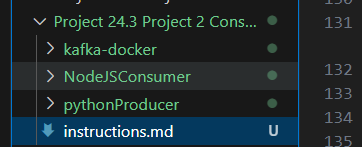 Project 24.3 Project 2 Cons...
kafka-docker
NodeJSConsumer
pythonProducer
instructions.md U
131
132
133
134
135